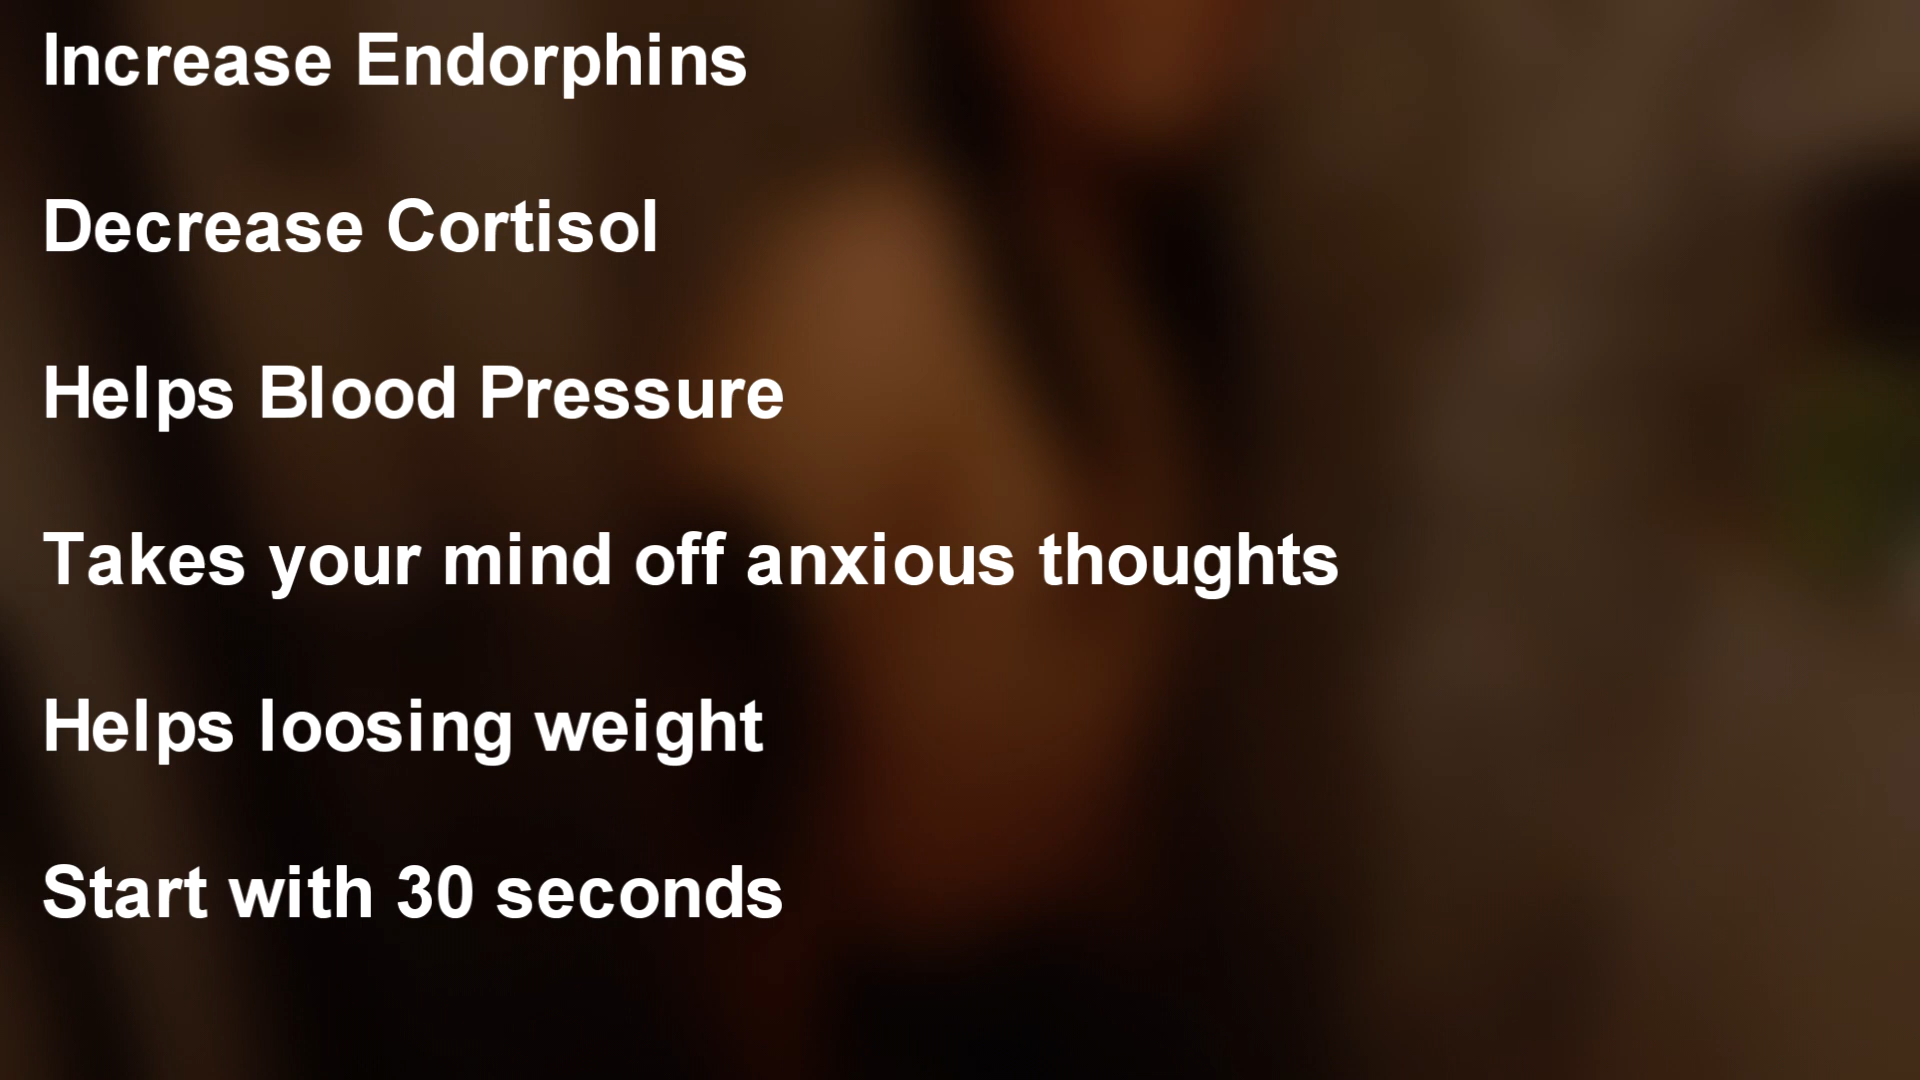 Increase Endorphins
Decrease Cortisol
Helps Blood Pressure
Takes your mind off anxious thoughts
Helps loosing weight
Start with 30 seconds